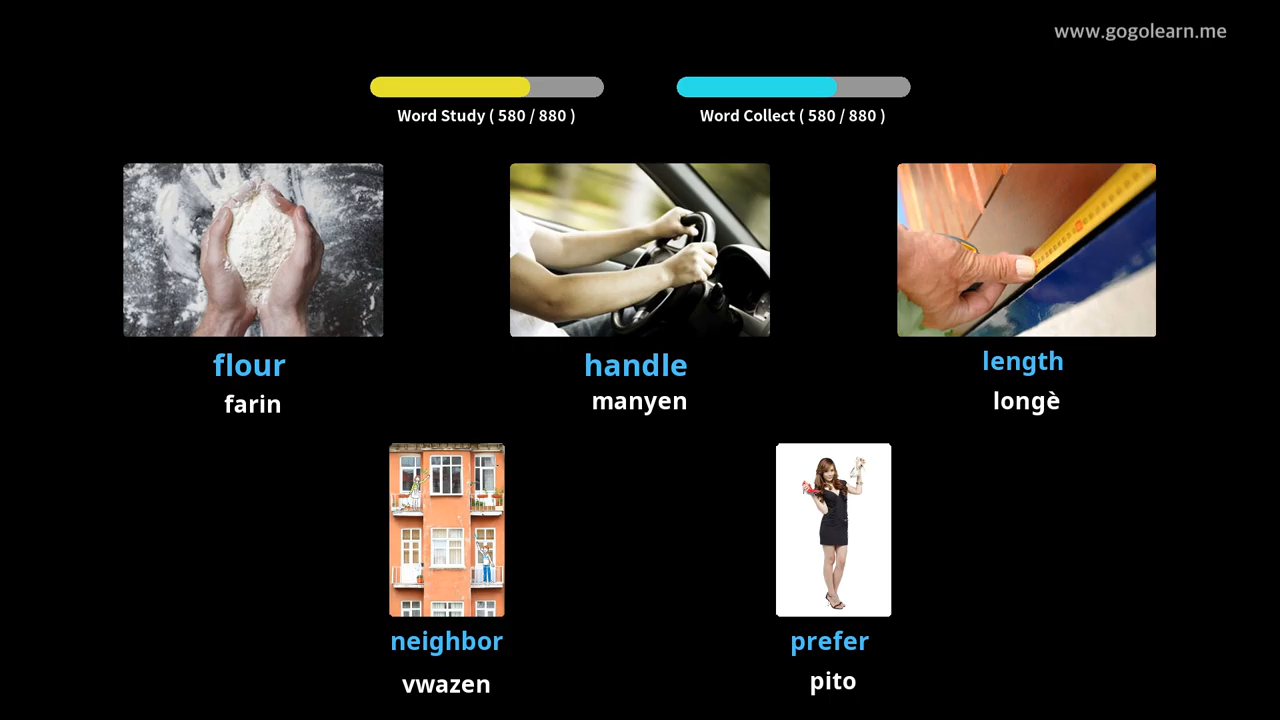 www.gogolearn.me
Word Study ( 580 / 880 )
Word Collect ( 580 / 880 )
flour
farin
handle
manyen
length
longè
neighbor
vwazen
prefer
pito